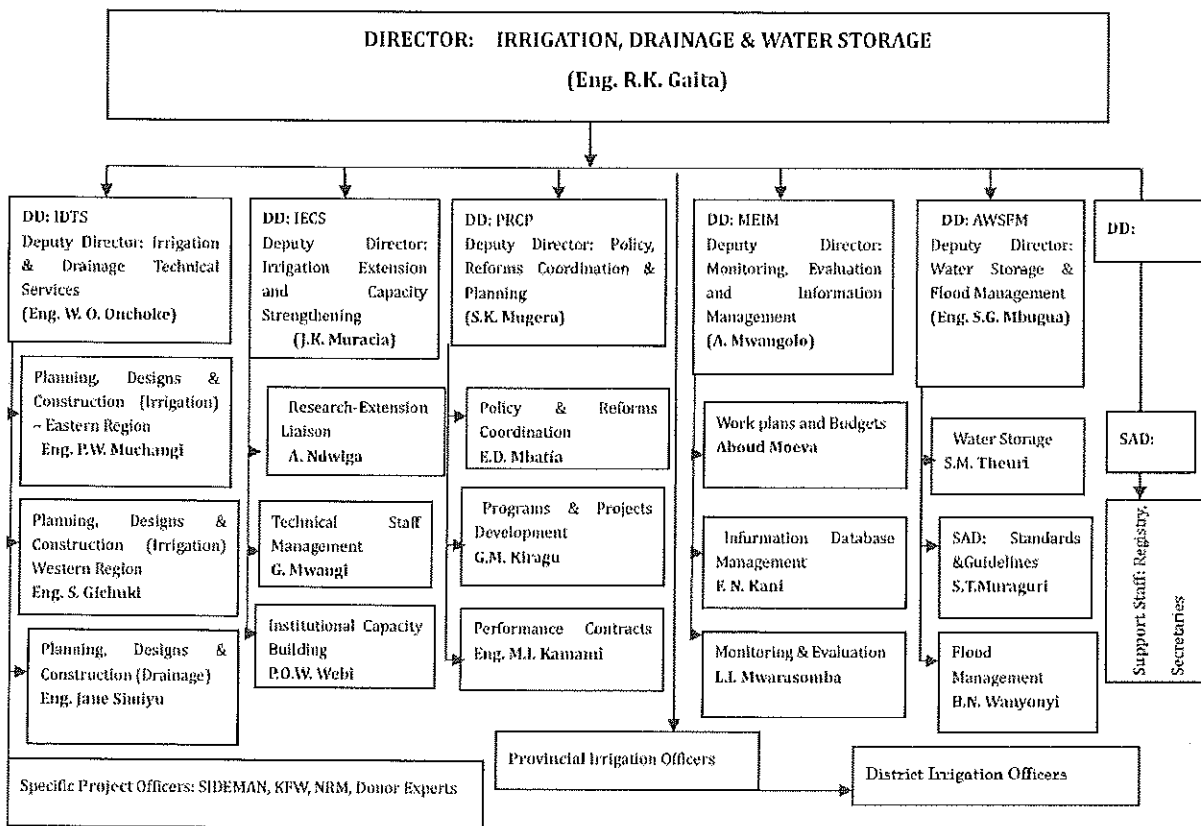 DIRECTOR: IRRIGATION, DRAINAGE & WATER STORAGE
(Eng. R.K. Gaita)
DD: IDTS
Deputy Director: Irrigation
& Drainage Technical
Services
(Eng. W. O. Onchoke)
Planning, Designs &
Construction (Irrigation)
– Eastern Region
Eng. P.W. Muchangi
Planning, Designs &
Construction (Irrigation)
Western Region
Eng. S. Gichuki
Planning, Designs &
Construction (Drainage)
Eng. Jane Simiyu
Specific Project Officers: SIDEMAN, KFW, NRM, Donor Experts
DD: IECS
Deputy Director:
Irrigation Extension
and Capacity
Strengthening
(J.K. Muracia)
Research-Extension
Liaison
A. Ndwiga
Technical Staff
Management
G. Mwangi
Institutional Capacity
Building
P.O.W. Webi
DD: PRCP
Deputy Director: Policy,
Reforms Coordination &
Planning
(S.K. Mugera)
Policy & Reforms
Coordination
E.D. Mbatia
Programs & Projects
Development
G.M. Kiragu
Performance Contracts
Eng. M.I. Kamami
Provincial Irrigation Officers
District Irrigation Officers
DD: MEIM
Deputy Director:
Monitoring, Evaluation
and Information
Management
(A. Mwangolo)
Work plans and Budgets
Aboud Moeva
Information Database
Management
F. N. Kani
Monitoring & Evaluation
L.I. Mwarasomba
DD: AWSFM
Deputy Director:
Water Storage &
Flood Management
(Eng. S.G. Mbugua)
Water Storage
S.M. Theuri
SAD: Standards
&Guidelines
S.T.Muraguri
Flood
Management
B.N. Wanyonyi
DD:
SAD:
Support Staff: Registry,
Secretaries